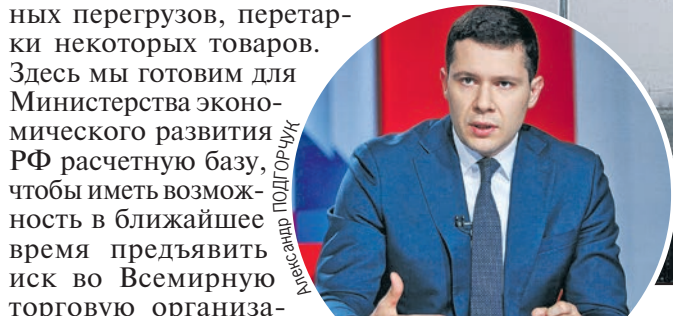 ных перегрузов, перетар-
ки некоторых товаров.
Здесь мы готовим для
Министерства эконо-
мического развития
РФ расчетную базу,
чтобы иметь возмож-
ность в ближайшее
время предъявить
иск во Всемирную
торговую организа-
Александр ПОДГОРЧУК